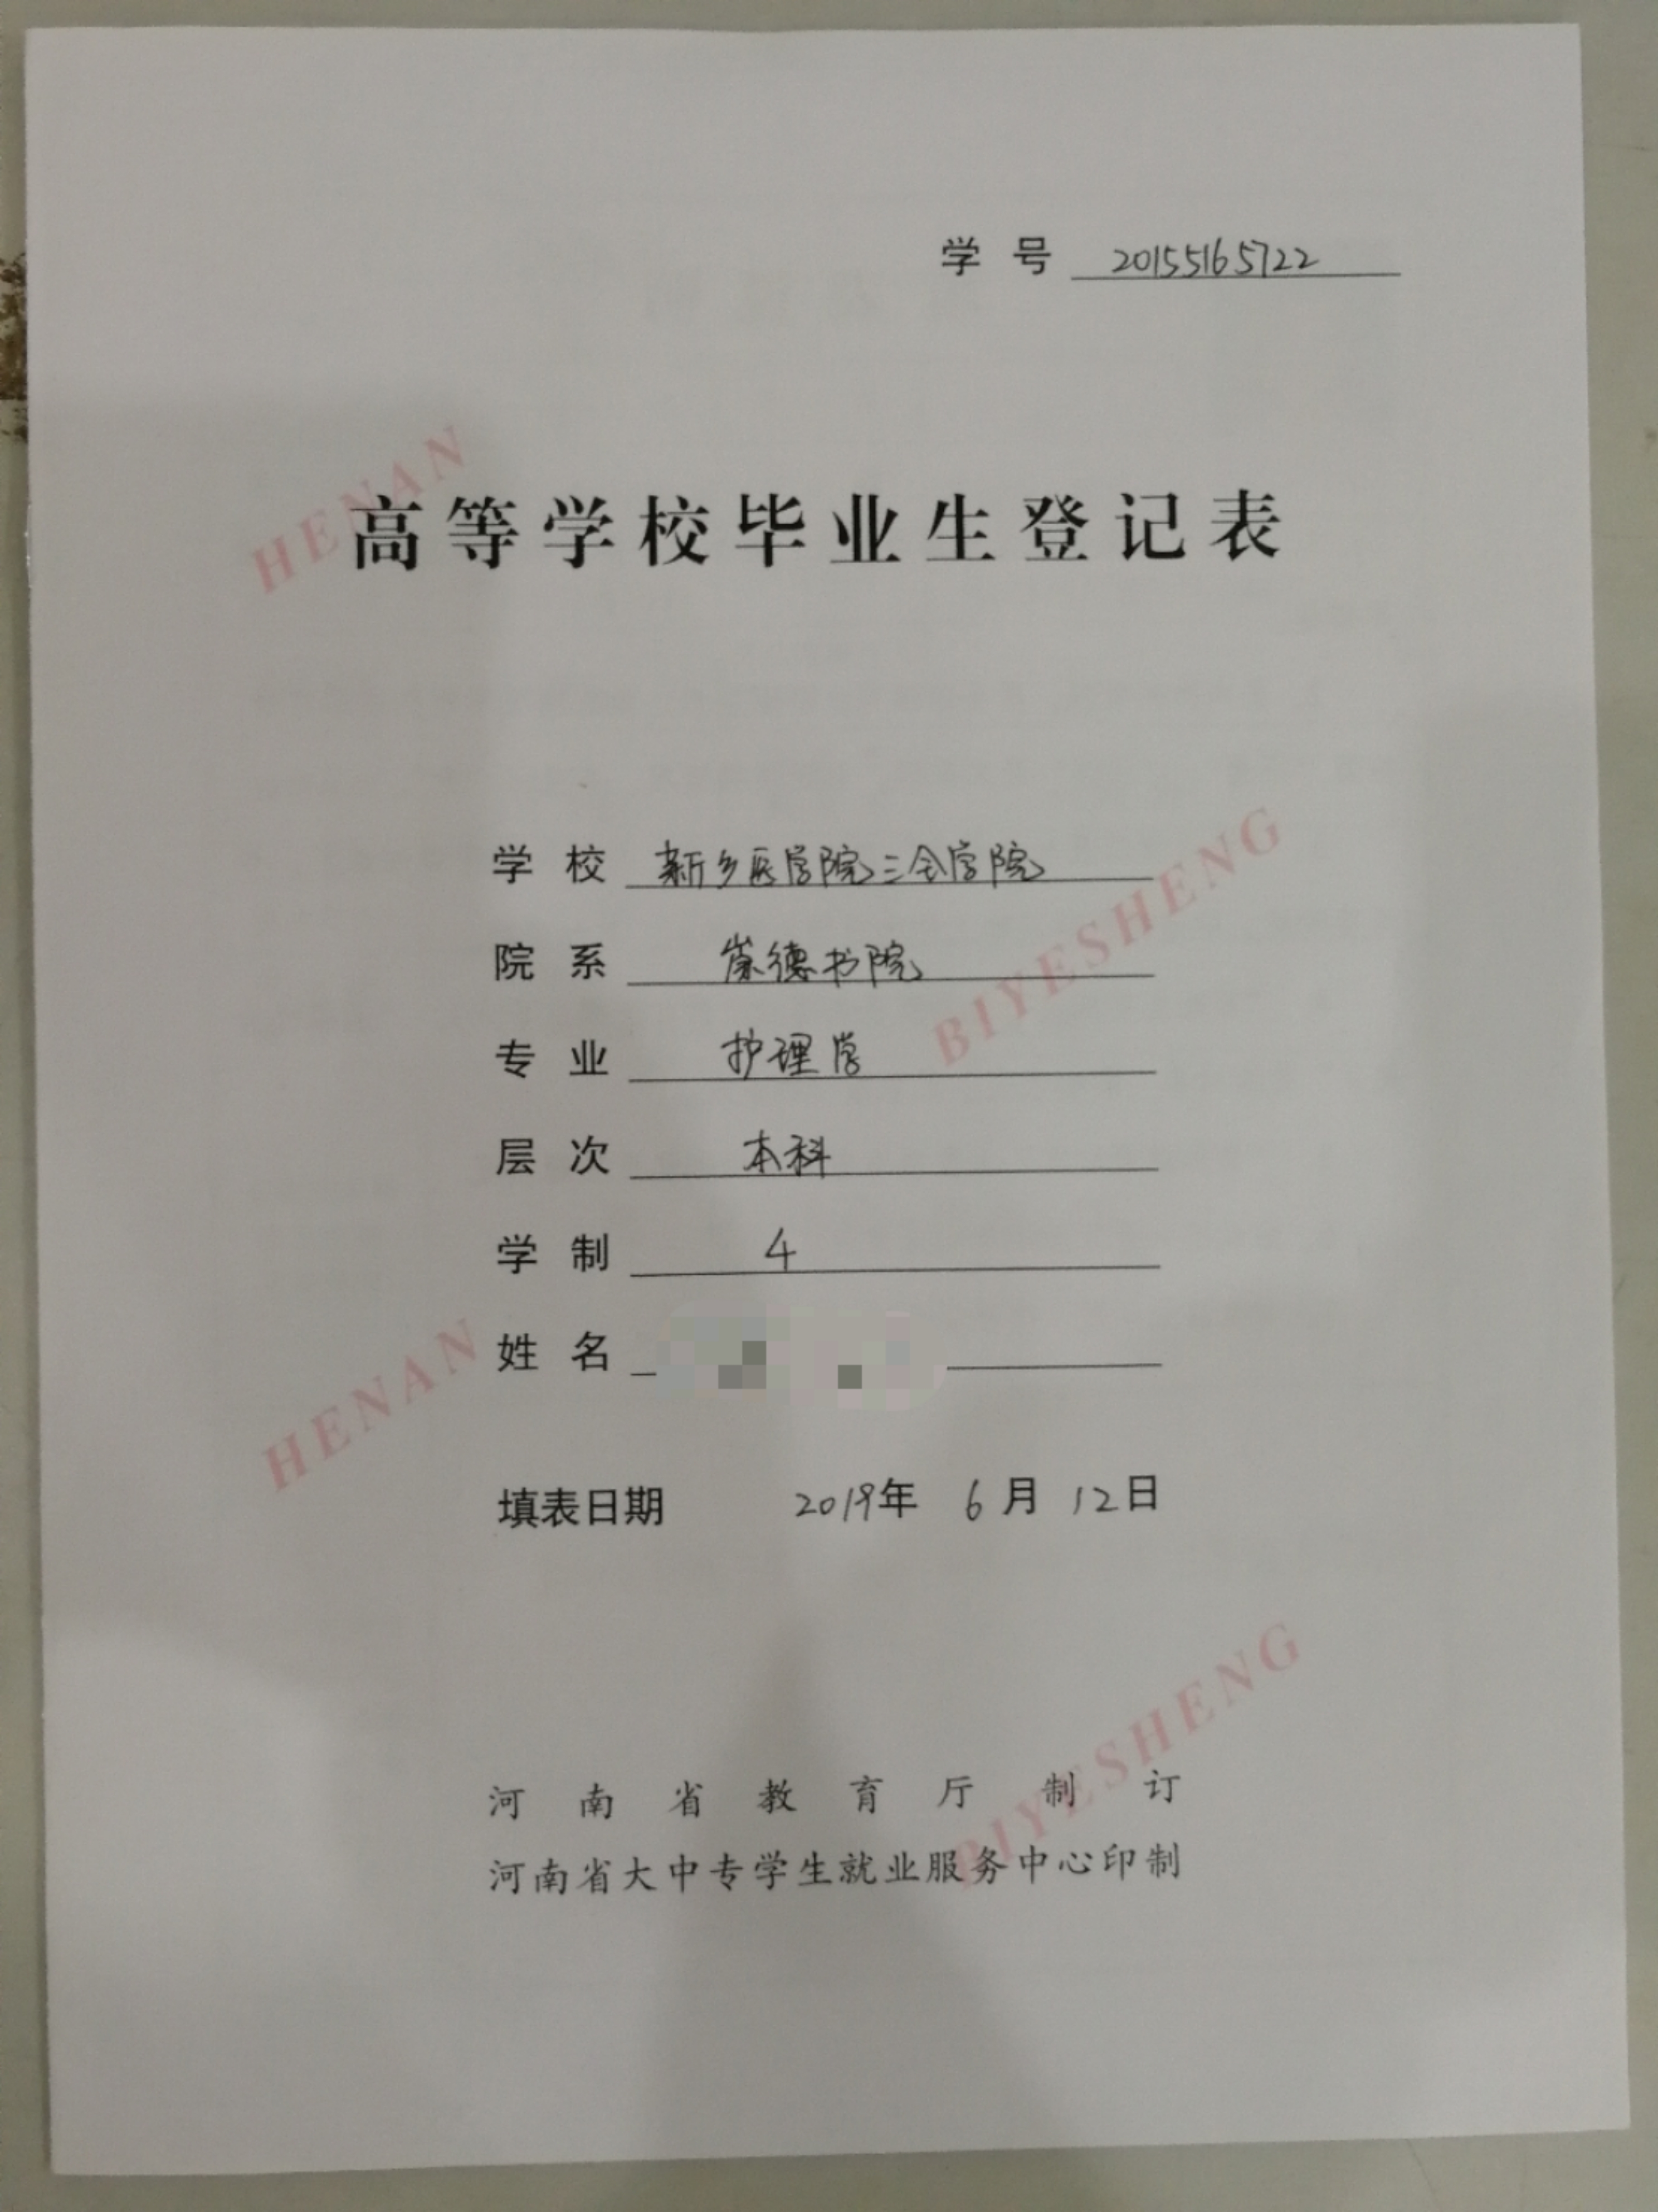 学 号 20155165722
HENAN
高等学校毕业生登记表
学 校 新乡医学院三全学院
BIYESHENG
院 系 崇德书院
专 业 护理学
层 次 本科
学 制 4
姓 名
HENAN
填表日期 2019年 6月 12日
BIYESHENG
河南省教育厅制订
河南省大中专学生就业服务中心印制